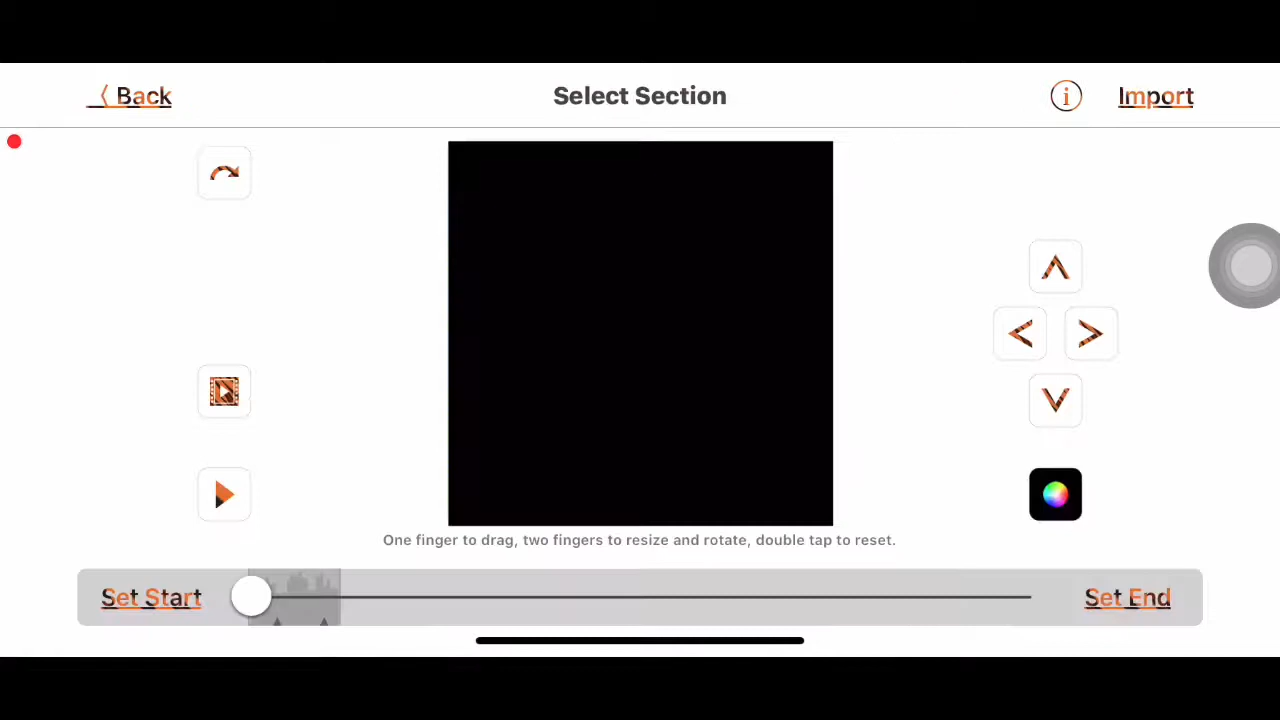 Back
Select Section
Import
One finger to drag, two fingers to resize and rotate, double tap to reset.
Set Start
Set End